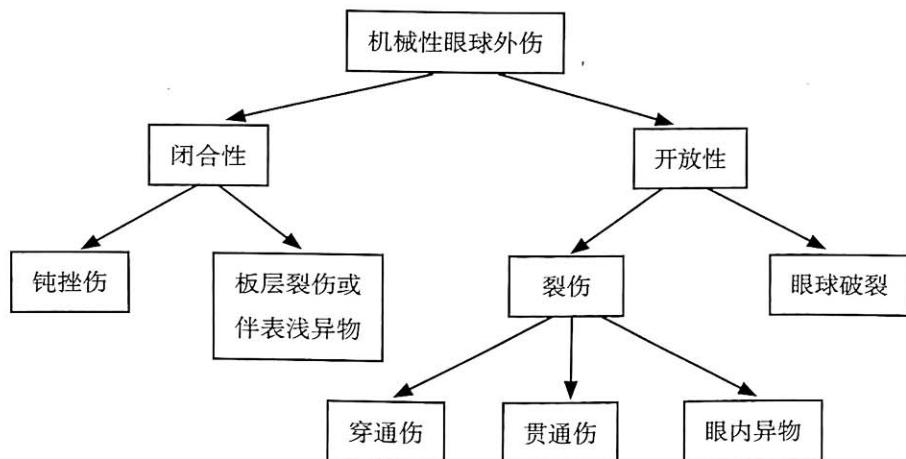 机械性眼球外伤
闭合性
开放性
钝挫伤
板层裂伤或
伴表浅异物
裂伤
眼球破裂
穿通伤
贯通伤
眼内异物